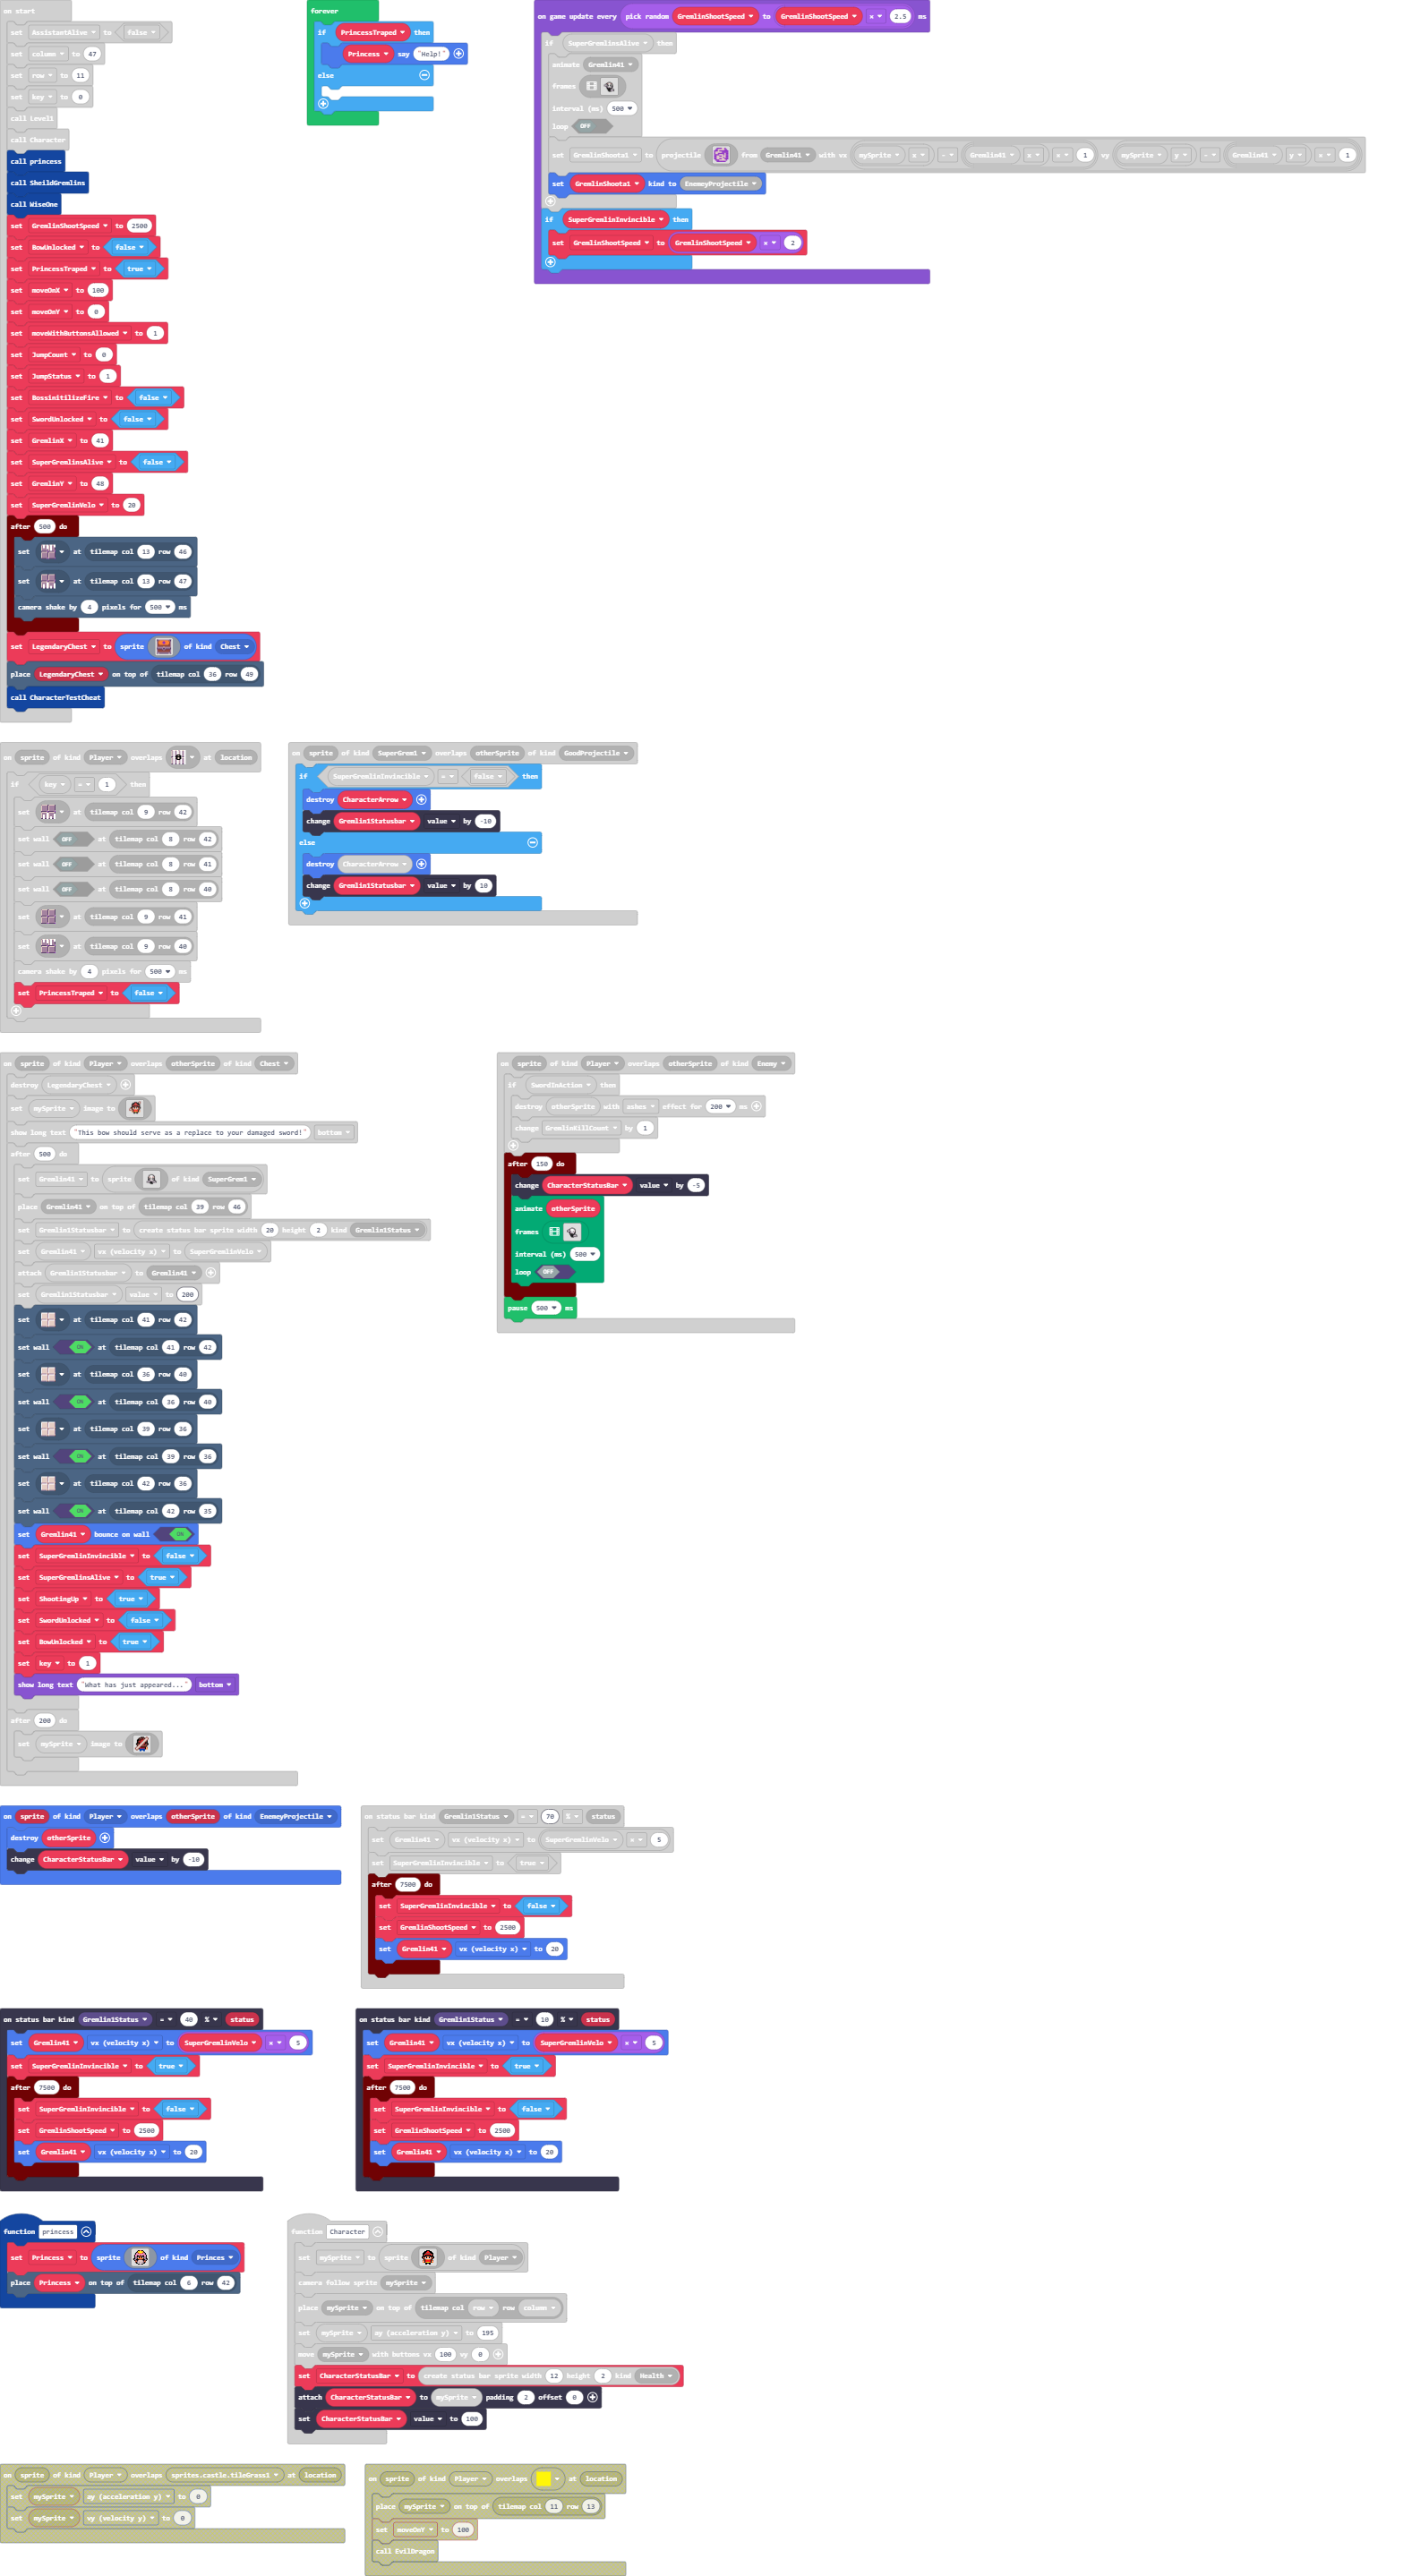 on start
set AssistantAlive to false
set column to 47
set row to 11
set key to 0
call Level1
call Character
call princess
call SheildGremlins
call WiseOne
set GremlinShootSpeed to 2500
set BowUnlocked to false
set PrincessTraped to true
set moveOnX to 100
set moveOnY to 0
set moveWithButtonsAllowed to 1
set JumpCount to 0
set JumpStatus to 1
set BossinitilizeFire to false
set SwordUnlocked to false
set GremlinX to 41
set SuperGremlinsAlive to false
set GremlinY to 48
set SuperGremlinVelo to 20
after 500 do
set at tilemap col 13 row 46
set at tilemap col 13 row 47
camera shake by 4 pixels for 500 ms
set LegendaryChest to sprite of kind Chest
place LegendaryChest on top of tilemap col 36 row 49
call CharacterTestCheat
forever
if PrincessTraped then
Princess say "Help!"
else
on game update every pick random GremlinShootSpeed to GremlinShootSpeed × 2.5 ms
if SuperGremlinsAlive then
animate Gremlin41
frames
interval (ms) 500
loop OFF
set GremlinShoota1 to projectile from Gremlin41 with vx mySprite x - Gremlin41 x × 1 vy mySprite y - Gremlin41 y × 1
set GremlinShoota1 kind to EnemeyProjectile
if SuperGremlinInvincible then
set GremlinShootSpeed to GremlinShootSpeed × 2
on sprite of kind Player overlaps at location
if key = 1 then
set at tilemap col 9 row 42
set wall OFF at tilemap col 8 row 42
set wall OFF at tilemap col 8 row 41
set wall OFF at tilemap col 8 row 40
set at tilemap col 9 row 41
set at tilemap col 9 row 40
camera shake by 4 pixels for 500 ms
set PrincessTraped to false
on sprite of kind SuperGrem1 overlaps otherSprite of kind GoodProjectile
if SuperGremlinInvincible = false then
destroy CharacterArrow
change Gremlin1Statusbar value by -10
else
destroy CharacterArrow
change Gremlin1Statusbar value by 10
on sprite of kind Player overlaps otherSprite of kind Chest
destroy LegendaryChest
set mySprite image to
show long text "This bow should serve as a replace to your damaged sword!" bottom
after 500 do
set Gremlin41 to sprite of kind SuperGrem1
place Gremlin41 on top of tilemap col 39 row 46
set Gremlin1Statusbar to create status bar sprite width 20 height 2 kind Gremlin1Status
set Gremlin41 vx (velocity x) to SuperGremlinVelo
attach Gremlin1Statusbar to Gremlin41
set Gremlin1Statusbar value to 200
set at tilemap col 41 row 42
set wall ON at tilemap col 41 row 42
set at tilemap col 36 row 40
set wall ON at tilemap col 36 row 40
set at tilemap col 39 row 36
set wall ON at tilemap col 39 row 36
set at tilemap col 42 row 36
set wall ON at tilemap col 42 row 35
set Gremlin41 bounce on wall ON
set SuperGremlinInvincible to false
set SuperGremlinsAlive to true
set ShootingUp to true
set SwordUnlocked to false
set BowUnlocked to true
set key to 1
show long text "What has just appeared..." bottom
after 200 do
set mySprite image to
on sprite of kind Player overlaps otherSprite of kind Enemy
if SwordInAction then
destroy otherSprite with ashes effect for 200 ms
change GremlinKillCount by 1
after 150 do
change CharacterStatusBar value by -5
animate otherSprite
frames
interval (ms) 500
loop OFF
pause 500 ms
on sprite of kind Player overlaps otherSprite of kind EnemeyProjectile
destroy otherSprite
change CharacterStatusBar value by -10
on status bar kind Gremlin1Status = 70 % status
set Gremlin41 vx (velocity x) to SuperGremlinVelo × 5
set SuperGremlinInvincible to true
after 7500 do
set SuperGremlinInvincible to false
set GremlinShootSpeed to 2500
set Gremlin41 vx (velocity x) to 20
on status bar kind Gremlin1Status = 40 % status
set Gremlin41 vx (velocity x) to SuperGremlinVelo × 5
set SuperGremlinInvincible to true
after 7500 do
set SuperGremlinInvincible to false
set GremlinShootSpeed to 2500
set Gremlin41 vx (velocity x) to 20
on status bar kind Gremlin1Status = 10 % status
set Gremlin41 vx (velocity x) to SuperGremlinVelo × 5
set SuperGremlinInvincible to true
after 7500 do
set SuperGremlinInvincible to false
set GremlinShootSpeed to 2500
set Gremlin41 vx (velocity x) to 20
function princess
set Princess to sprite of kind Princes
place Princess on top of tilemap col 6 row 42
function Character
set mySprite to sprite of kind Player
camera follow sprite mySprite
place mySprite on top of tilemap col row row column
set mySprite ay (acceleration y) to 195
move mySprite with buttons vx 100 vy 0
set CharacterStatusBar to create status bar sprite width 12 height 2 kind Health
attach CharacterStatusBar to mySprite padding 2 offset 0
set CharacterStatusBar value to 100
on sprite of kind Player overlaps sprites.castle.tileGrass1 at location
set mySprite ay (acceleration y) to 0
set mySprite vy (velocity y) to 0
on sprite of kind Player overlaps at location
place mySprite on top of tilemap col 11 row 13
set moveOnY to 100
call EvilDragon